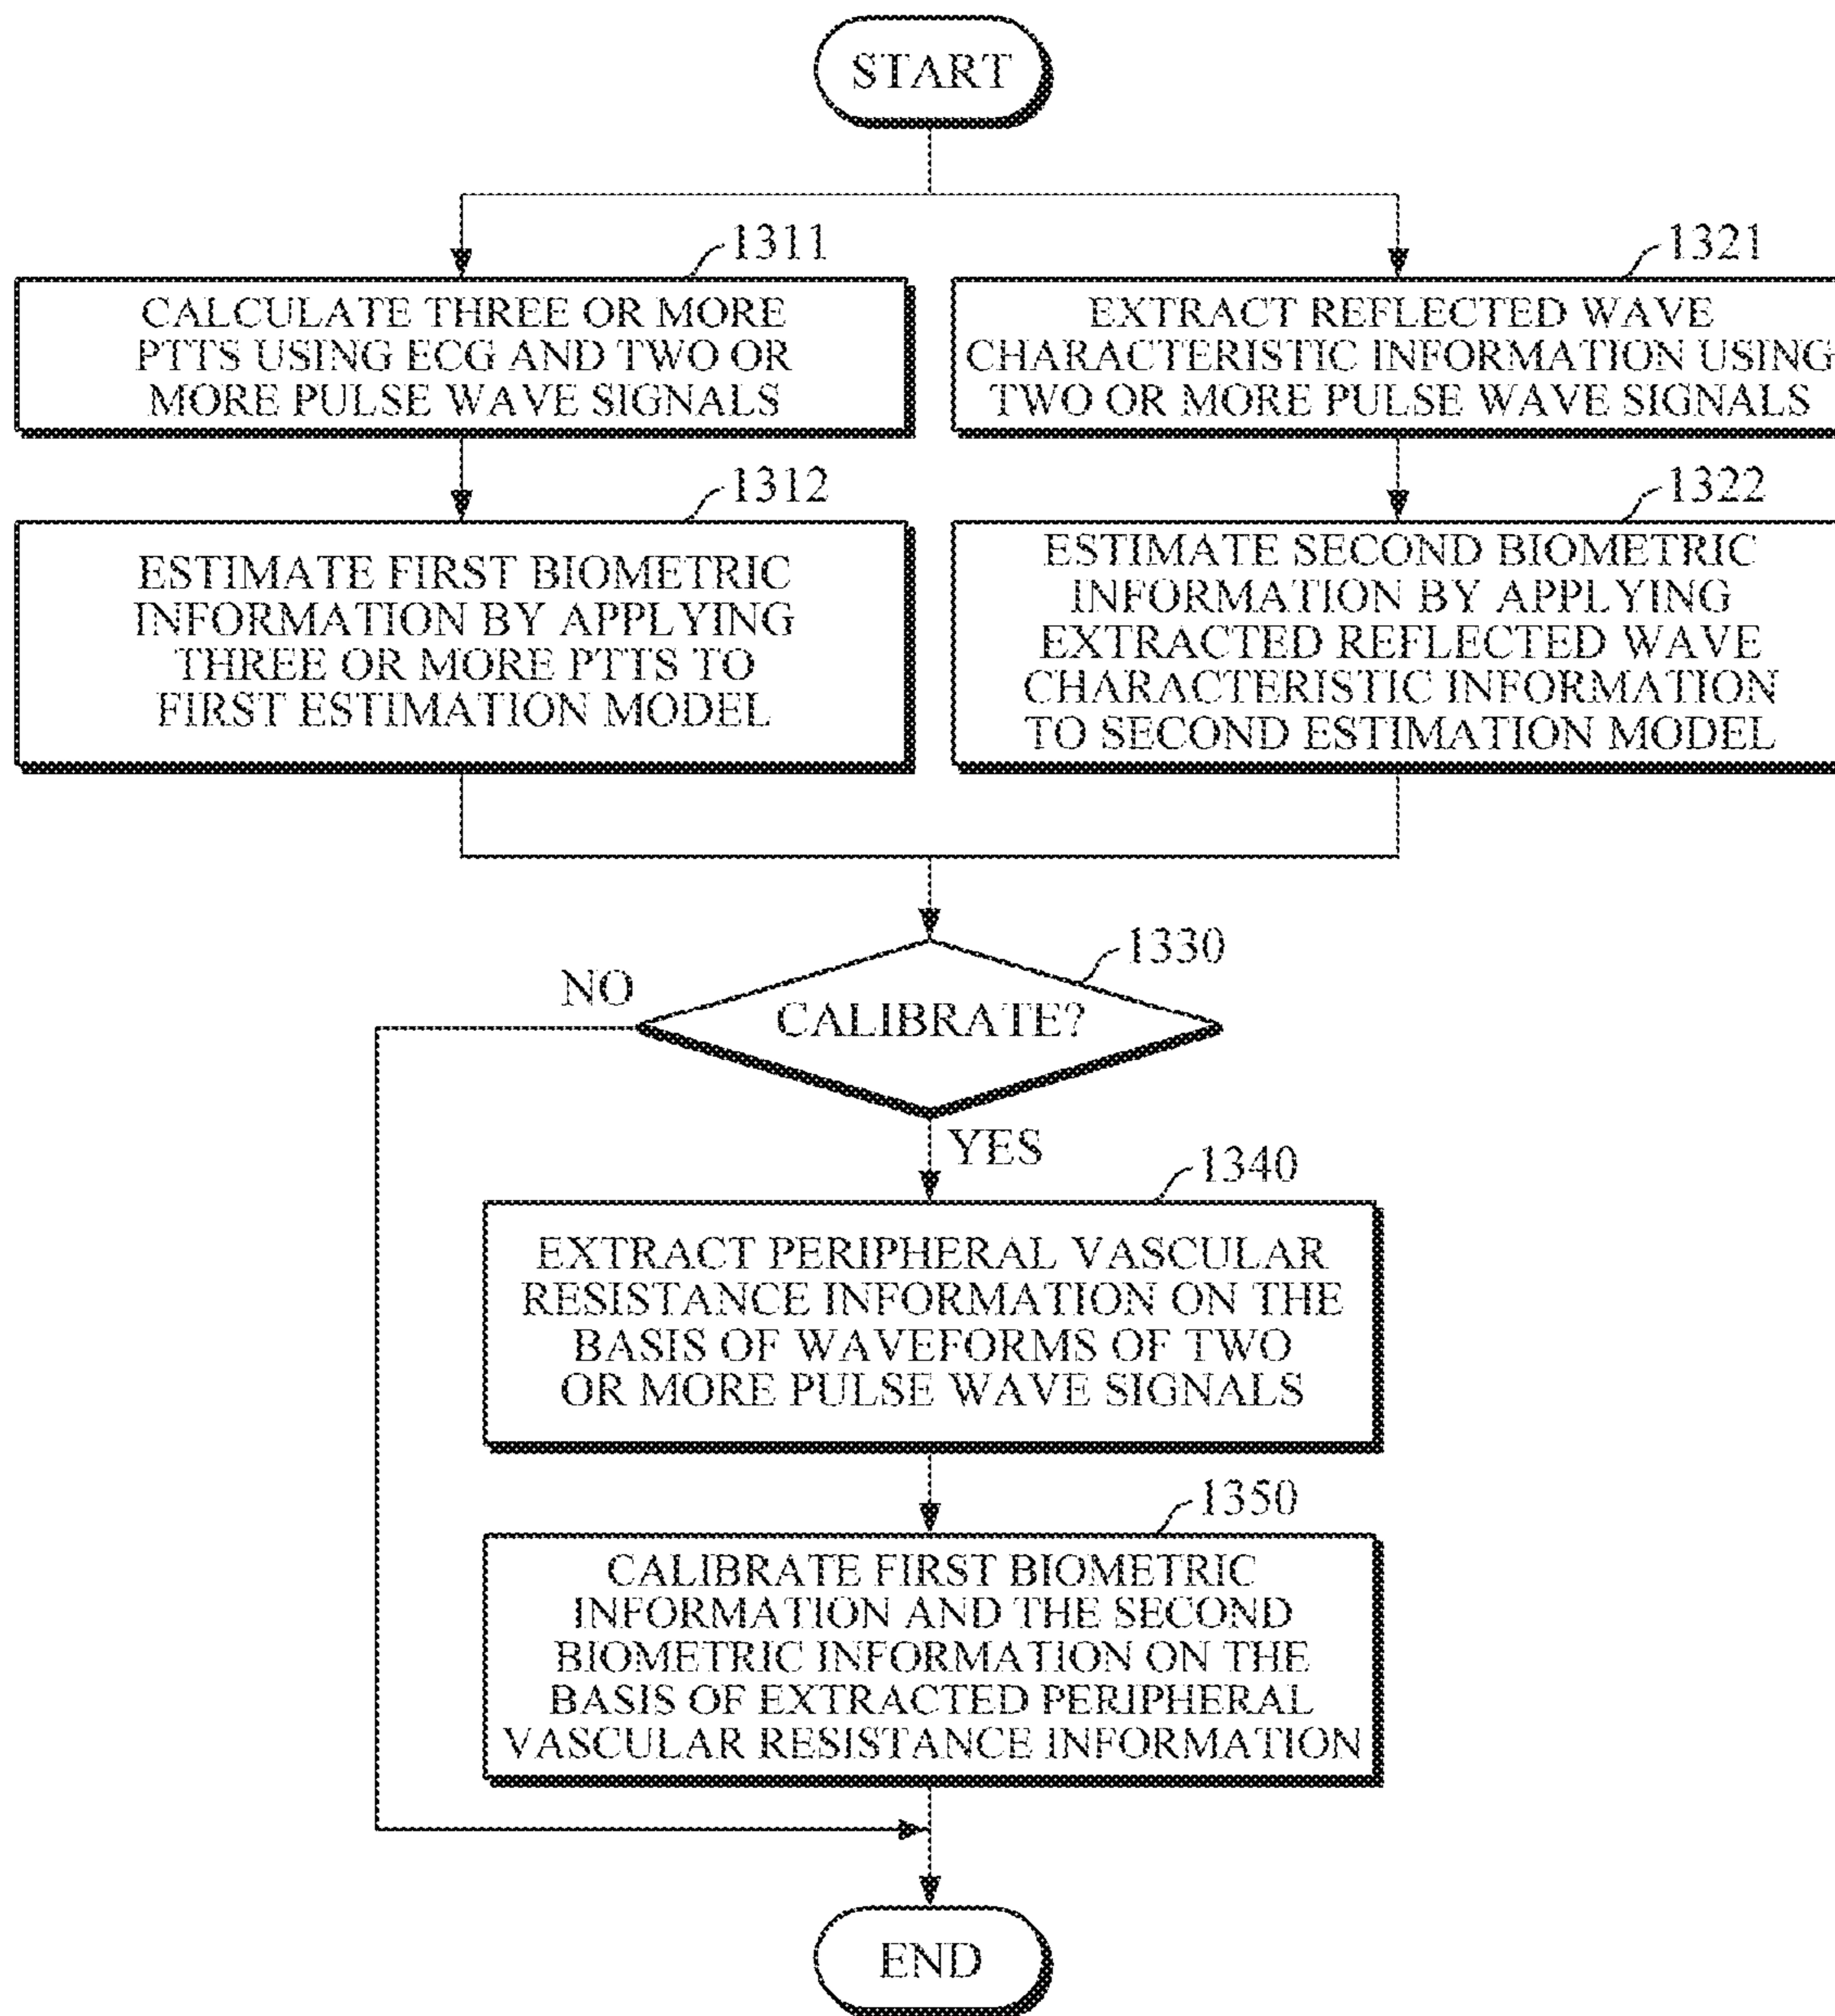 START
1311
CALCULATE THREE OR MORE
PTTS USING ECG AND TWO OR
MORE PULSE WAVE SIGNALS
1321
EXTRACT REFLECTED WAVE
CHARACTERISTIC INFORMATION USING
TWO OR MORE PULSE WAVE SIGNALS
1312
ESTIMATE FIRST BIOMETRIC
INFORMATION BY APPLYING
THREE OR MORE PTTS TO
FIRST ESTIMATION MODEL
1322
ESTIMATE SECOND BIOMETRIC
INFORMATION BY APPLYING
EXTRACTED REFLECTED WAVE
CHARACTERISTIC INFORMATION
TO SECOND ESTIMATION MODEL
1330
NO
CALIBRATE?
YES
1340
EXTRACT PERIPHERAL VASCULAR
RESISTANCE INFORMATION ON THE
BASIS OF WAVEFORMS OF TWO
OR MORE PULSE WAVE SIGNALS
1350
CALIBRATE FIRST BIOMETRIC
INFORMATION AND THE SECOND
BIOMETRIC INFORMATION ON THE
BASIS OF EXTRACTED PERIPHERAL
VASCULAR RESISTANCE INFORMATION
END